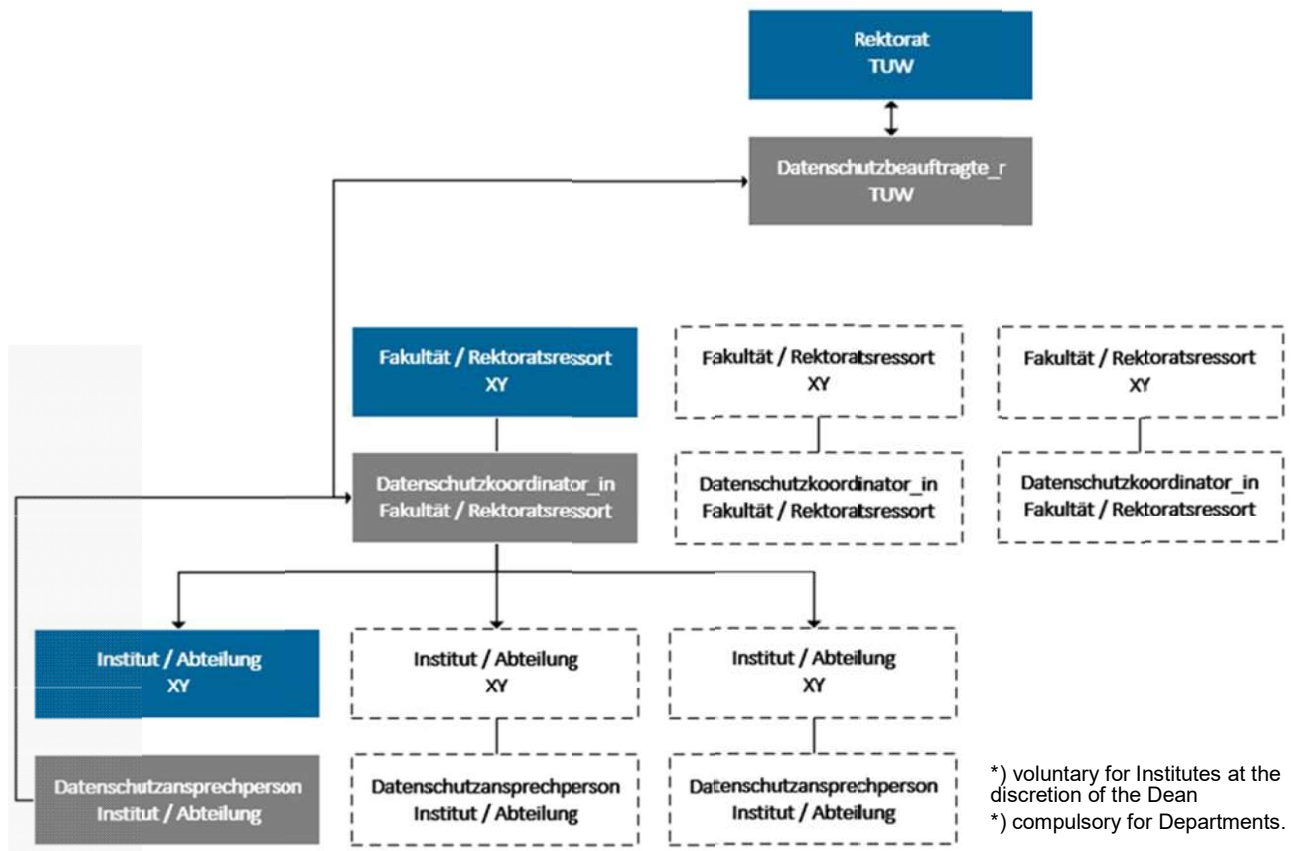 Rektorat
TUW
Datenschutzbeauftragte_r
TUW
Fakultät / Rektoratsressort
XY
Fakultät / Rektoratsressort
XY
Fakultät / Rektoratsressort
XY
Datenschutzkoordinator_in
Fakultät / Rektoratsressort
Datenschutzkoordinator_in
Fakultät / Rektoratsressort
Datenschutzkoordinator_in
Fakultät / Rektoratsressort
Institut / Abteilung
XY
Institut / Abteilung
XY
Institut / Abteilung
XY
Datenschutzansprechperson
Institut / Abteilung
Datenschutzansprechperson
Institut / Abteilung
Datenschutzansprechperson
Institut / Abteilung
*) voluntary for Institutes at the
discretion of the Dean
*) compulsory for Departments.